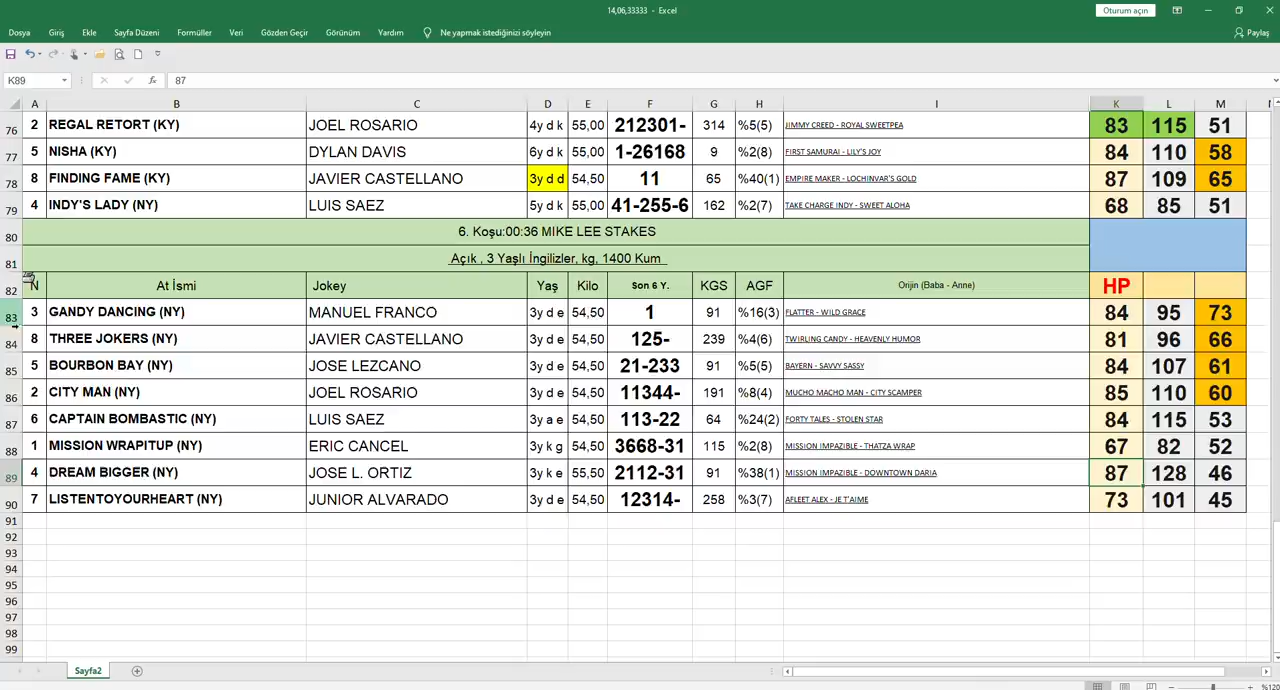 14,06,33333 - Excel
Oturum açın
Dosya Giriş Ekle Sayfa Düzeni Formüller Veri Gözden Geçir Görünüm Yardım Ne yapmak istediğinizi söyleyin Paylaş
K89 fx 87
A B C D E F G H I K L M
76 2 REGAL RETORT (KY) JOEL ROSARIO 4y d k 55,00 212301- 314 %5(5) JIMMY CREED - ROYAL SWEETPEA 83 115 51
77 5 NISHA (KY) DYLAN DAVIS 6y d k 55,00 1-26168 9 %2(8) FIRST SAMURAI - LILY'S JOY 84 110 58
78 8 FINDING FAME (KY) JAVIER CASTELLANO 3y d d 54,50 11 65 %40(1) EMPIRE MAKER - LOCHINVAR'S GOLD 87 109 65
79 4 INDY'S LADY (NY) LUIS SAEZ 5y d k 55,00 41-255-6 162 %2(7) TAKE CHARGE INDY - SWEET ALOHA 68 85 51
80 6. Koşu:00:36 MIKE LEE STAKES
81 Açık , 3 Yaşlı İngilizler, kg, 1400 Kum
82 N At İsmi Jokey Yaş Kilo Son 6 Y. KGS AGF Orijin (Baba - Anne) HP
83 3 GANDY DANCING (NY) MANUEL FRANCO 3y d e 54,50 1 91 %16(3) FLATTER - WILD GRACE 84 95 73
84 8 THREE JOKERS (NY) JAVIER CASTELLANO 3y d e 54,50 125- 239 %4(6) TWIRLING CANDY - HEAVENLY HUMOR 81 96 66
85 5 BOURBON BAY (NY) JOSE LEZCANO 3y d e 54,50 21-233 91 %5(5) BAYERN - SAVVY SASSY 84 107 61
86 2 CITY MAN (NY) JOEL ROSARIO 3y d e 54,50 11344- 191 %8(4) MUCHO MACHO MAN - CITY SCAMPER 85 110 60
87 6 CAPTAIN BOMBASTIC (NY) LUIS SAEZ 3y a e 54,50 113-22 64 %24(2) FORTY TALES - STOLEN STAR 84 115 53
88 1 MISSION WRAPITUP (NY) ERIC CANCEL 3y k g 54,50 3668-31 115 %2(8) MISSION IMPAZIBLE - THATZA WRAP 67 82 52
89 4 DREAM BIGGER (NY) JOSE L. ORTIZ 3y k e 55,50 2112-31 91 %38(1) MISSION IMPAZIBLE - DOWNTOWN DARIA 87 128 46
90 7 LISTENTOYOURHEART (NY) JUNIOR ALVARADO 3y d e 54,50 12314- 258 %3(7) AFLEET ALEX - JE T'AIME 73 101 45
91
92
93
94
95
96
97
98
99
Sayfa2
%120